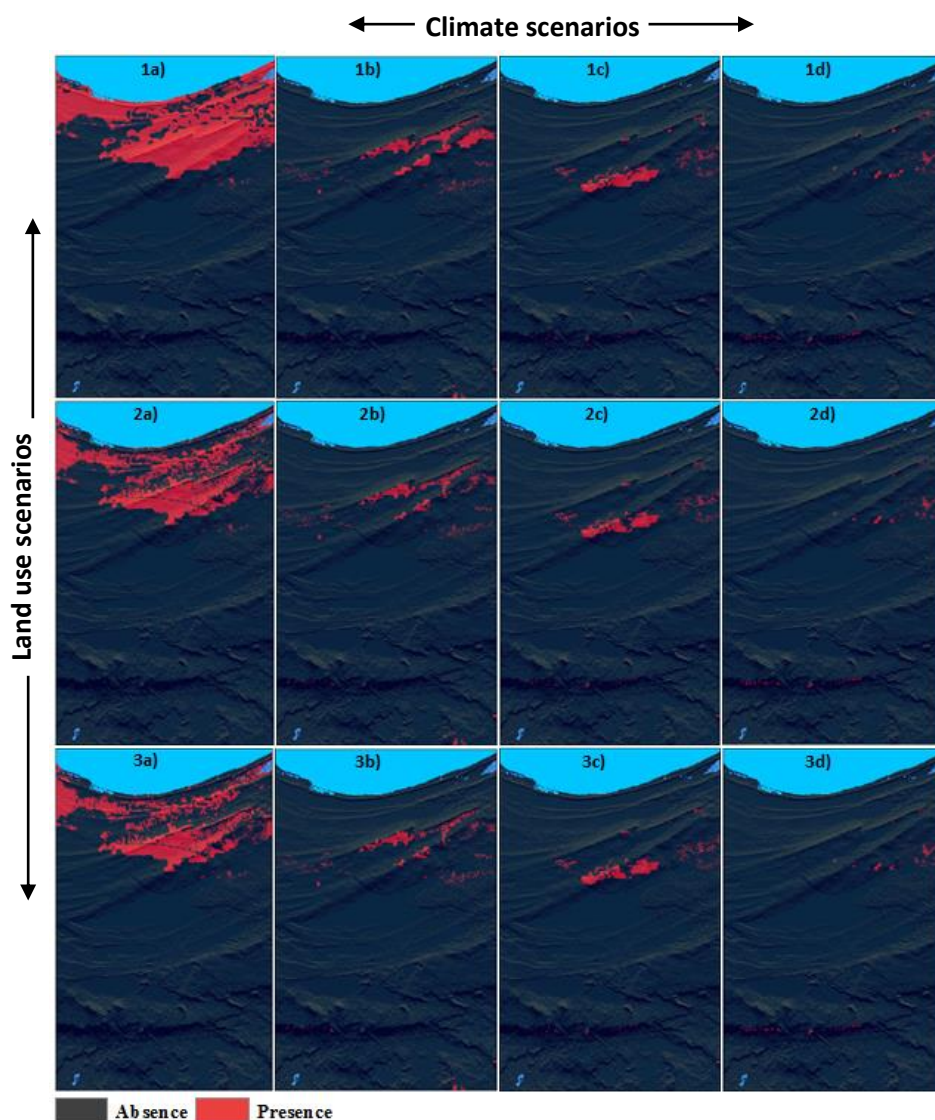 Climate scenarios
1a) 1b) 1c) 1d)
Land use scenarios
2a) 2b) 2c) 2d)
3a) 3b) 3c) 3d)
Absence Presence